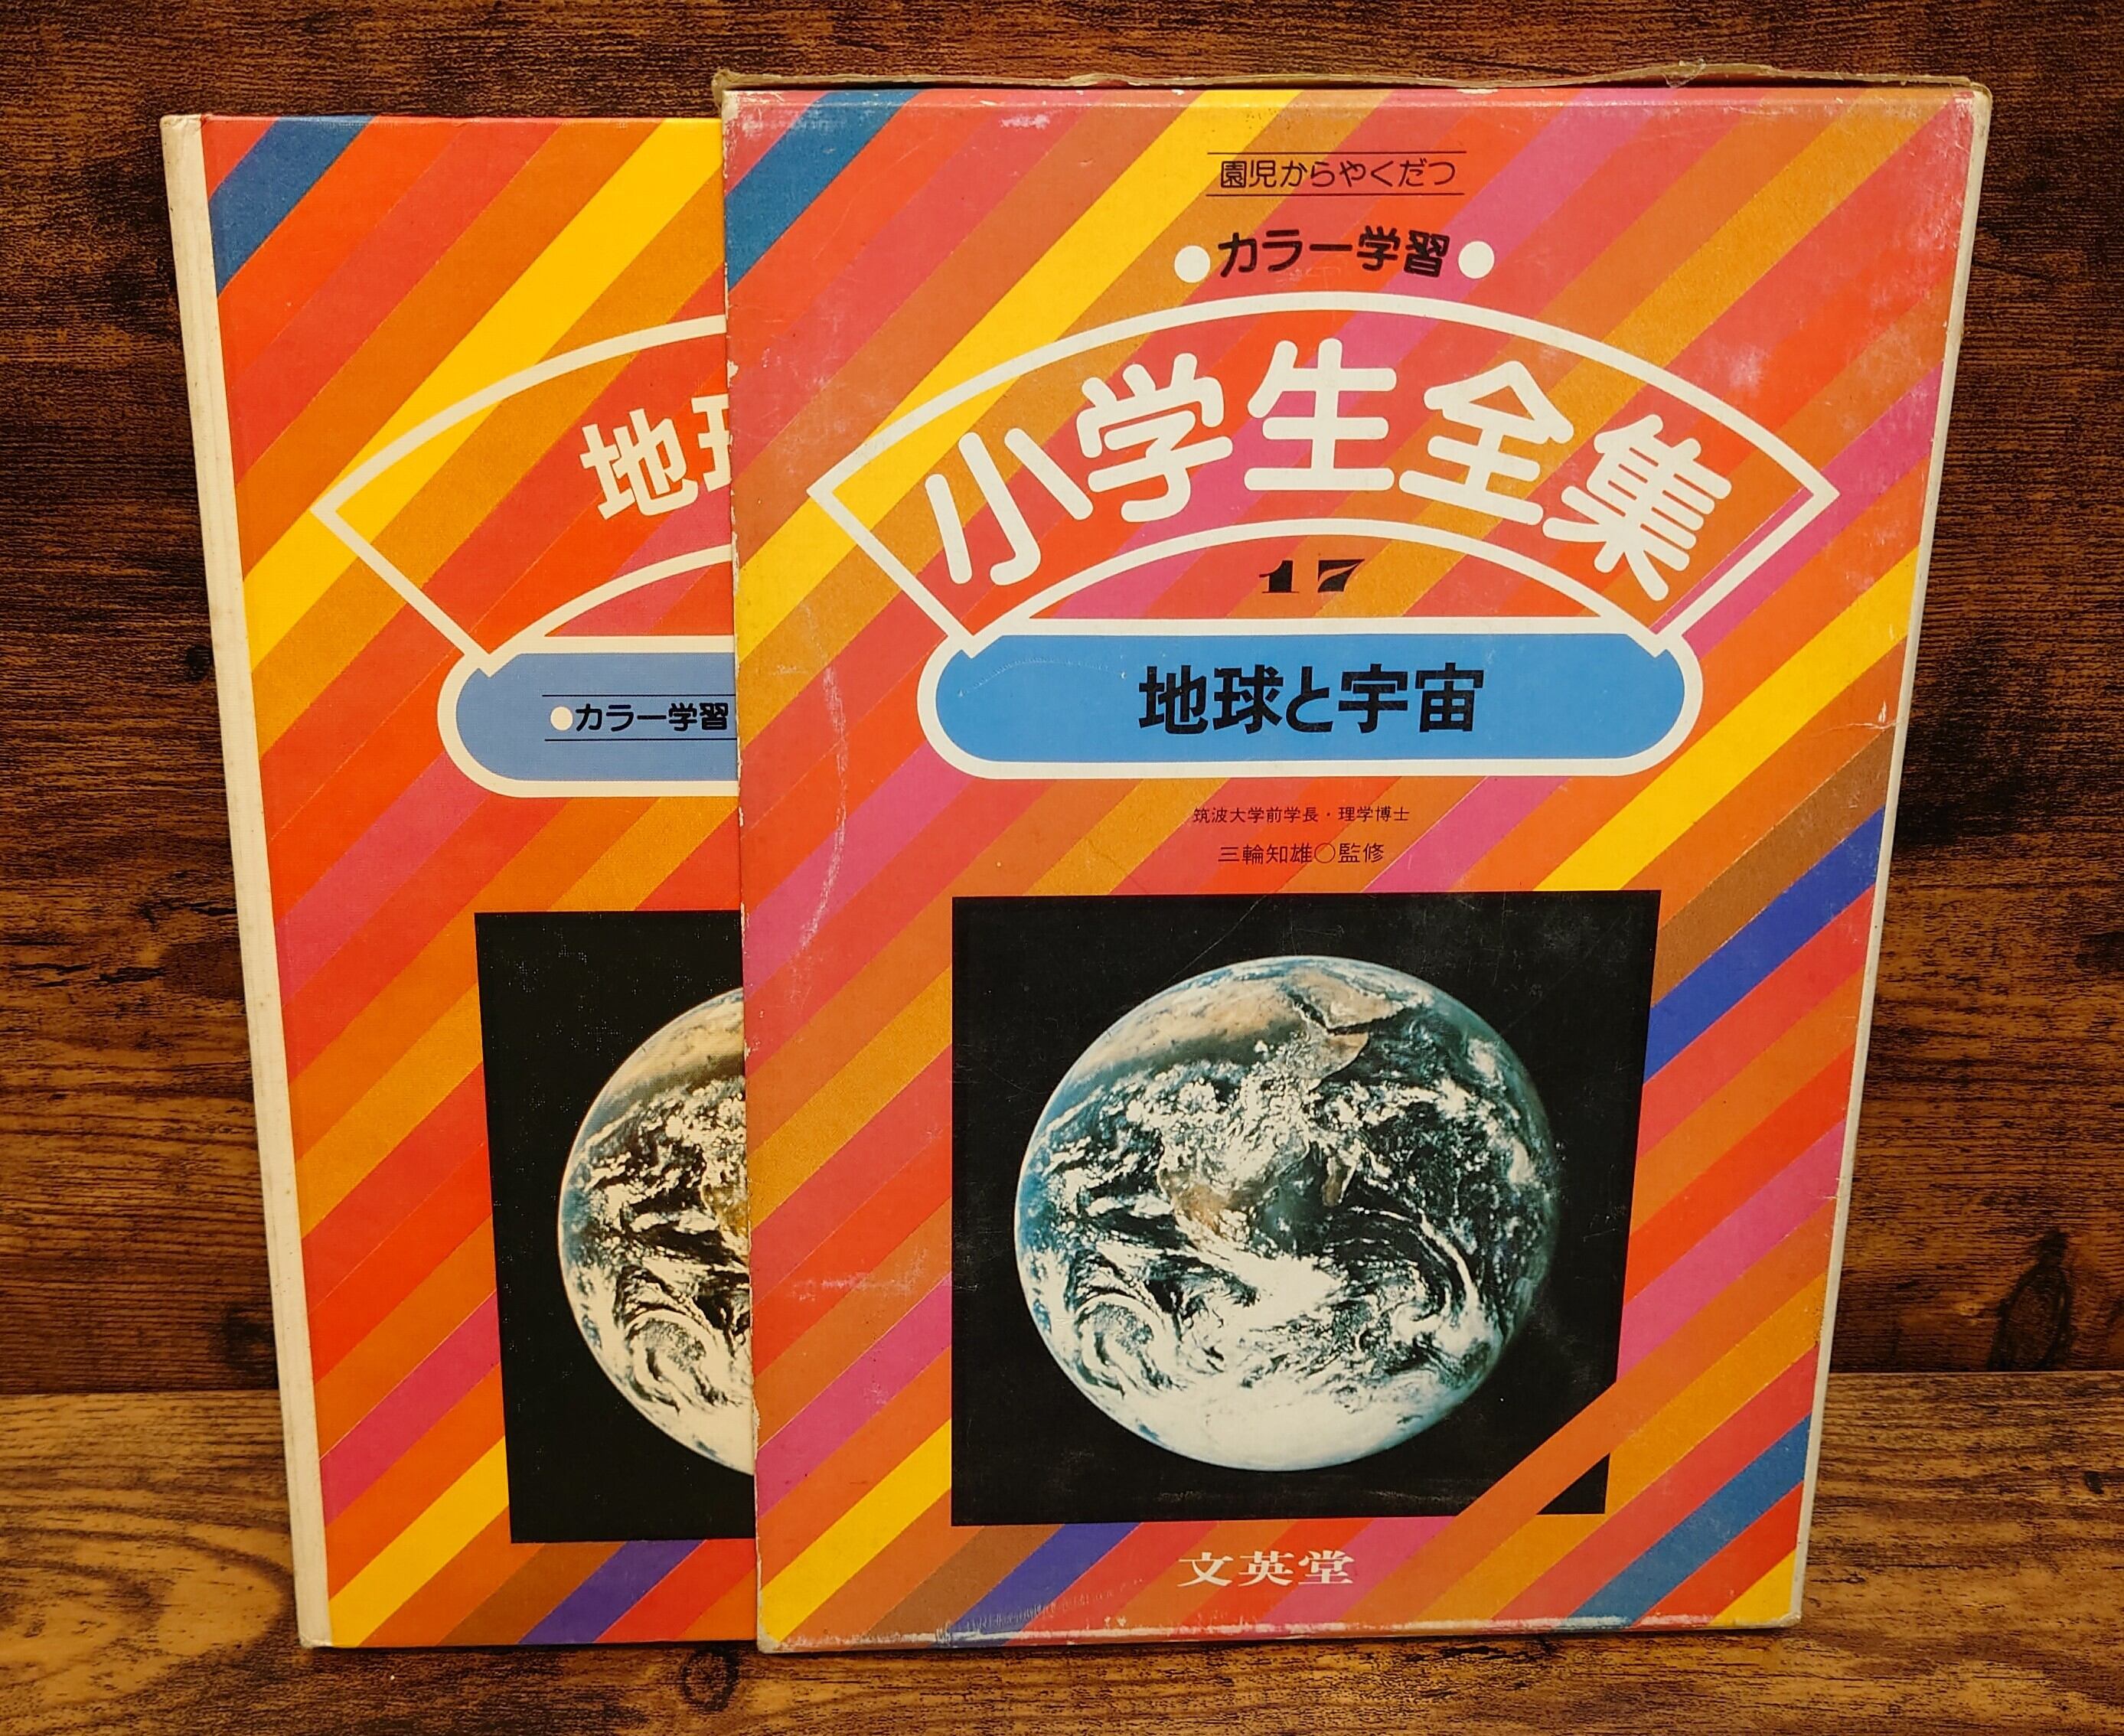 園児からやくだつ
●カラー学習●
小学生全集
17
地球と宇宙
筑波大学前学長・理学博士
三輪知雄○監修
文英堂
地
●カラー学習